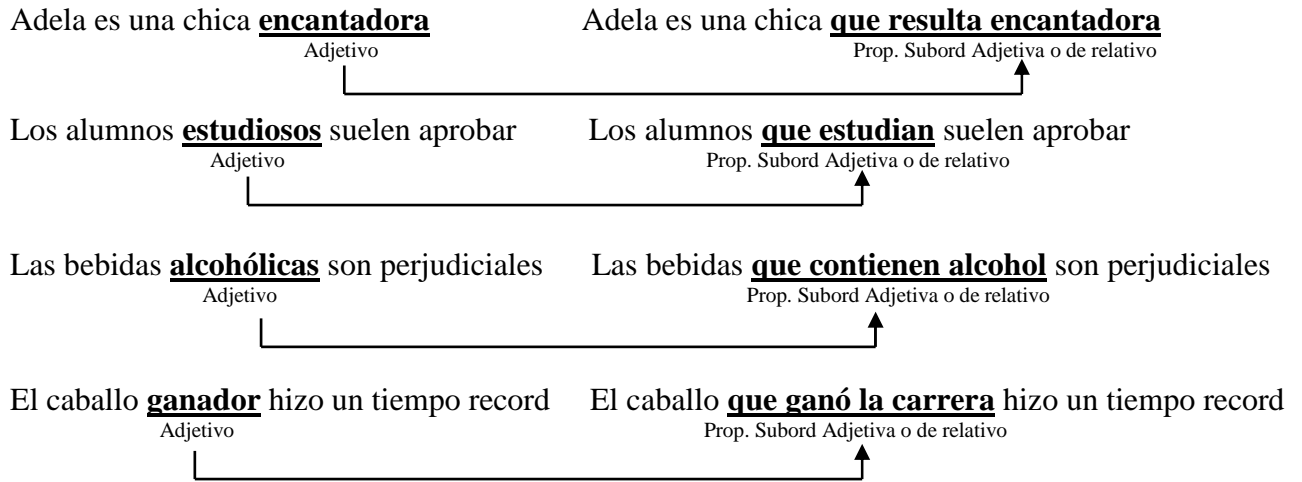 Adela es una chica encantadora Adela es una chica que resulta encantadora
Adjetivo Prop. Subord Adjetiva o de relativo
Los alumnos estudiosos suelen aprobar Los alumnos que estudian suelen aprobar
Adjetivo Prop. Subord Adjetiva o de relativo
Las bebidas alcohólicas son perjudiciales Las bebidas que contienen alcohol son perjudiciales
Adjetivo Prop. Subord Adjetiva o de relativo
El caballo ganador hizo un tiempo record El caballo que ganó la carrera hizo un tiempo record
Adjetivo Prop. Subord Adjetiva o de relativo